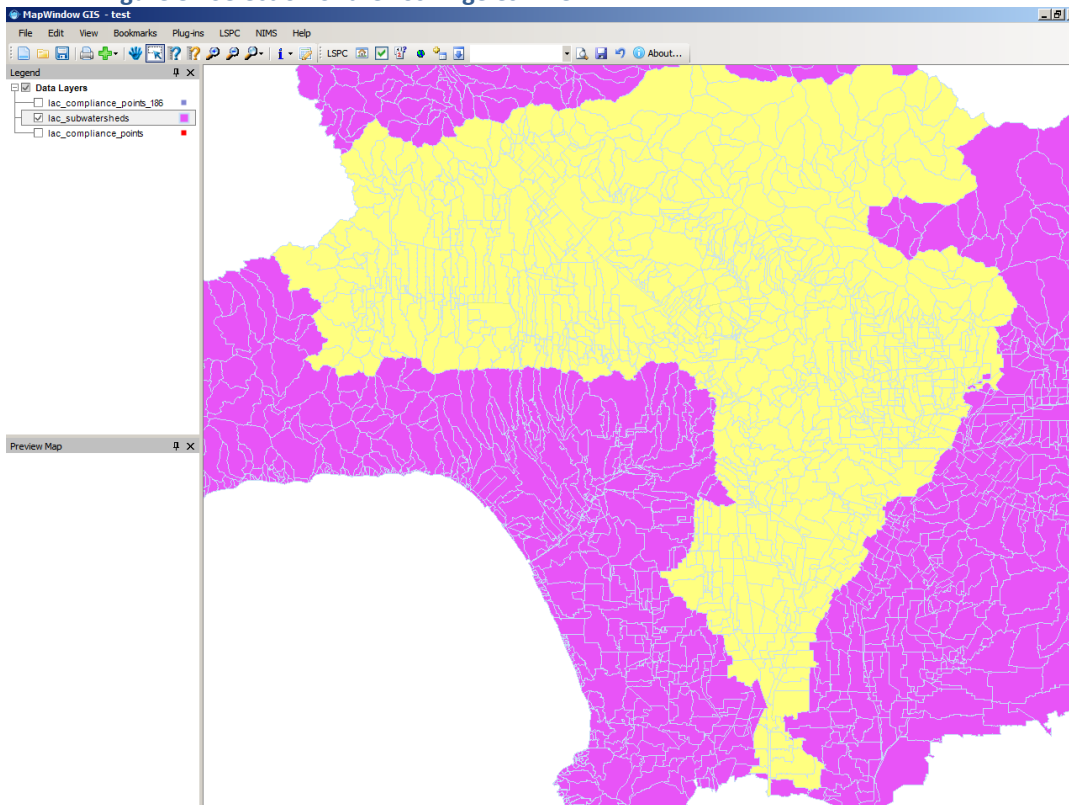 MapWindow GIS - test
File Edit View Bookmarks Plug-ins LSPC NIMS Help
LSPC About...
Legend
Data Layers
lac_compliance_points_186
lac_subwatersheds
lac_compliance_points
Preview Map